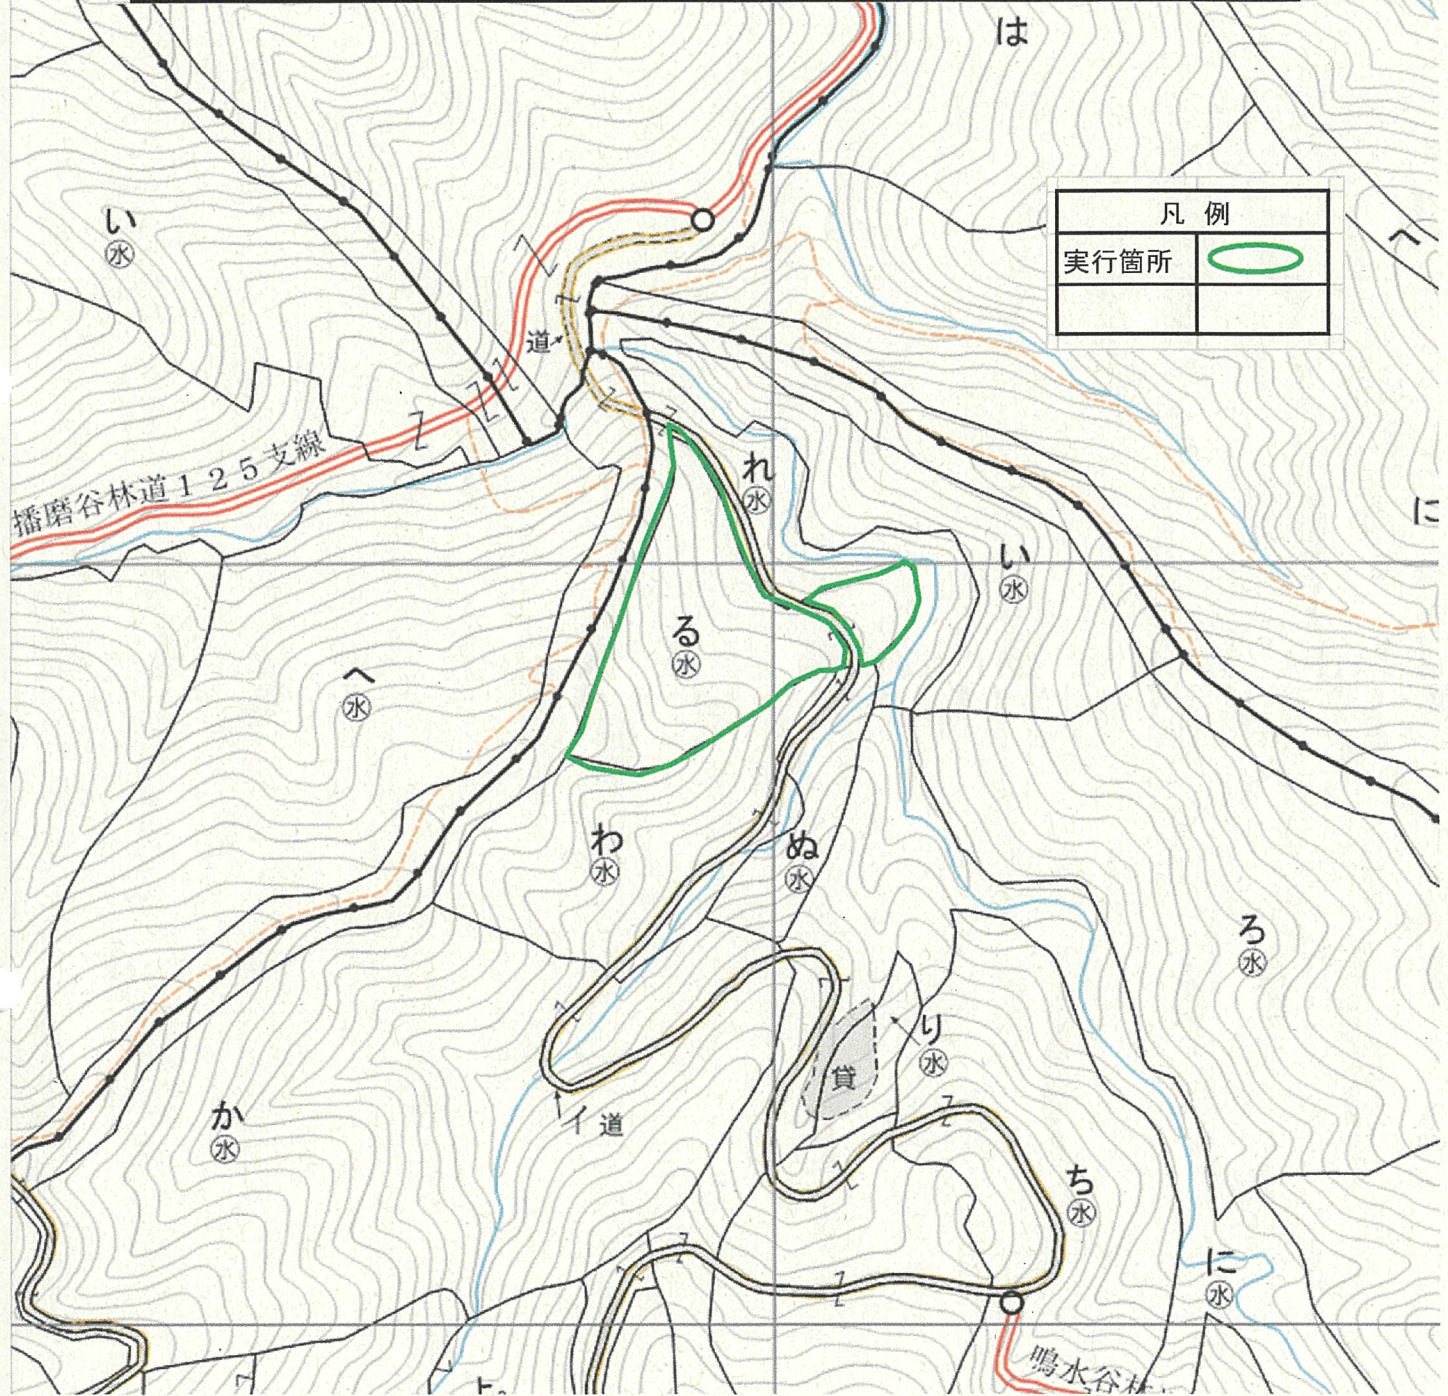 は
凡 例
実行箇所
い
水
へ
道
播磨谷林道125支線
れ
水
に
い
水
る
水
へ
水
わ
水
ぬ
水
ろ
水
り
水
貸
イ 道
か
水
ち
水
に
水
鳴水谷林